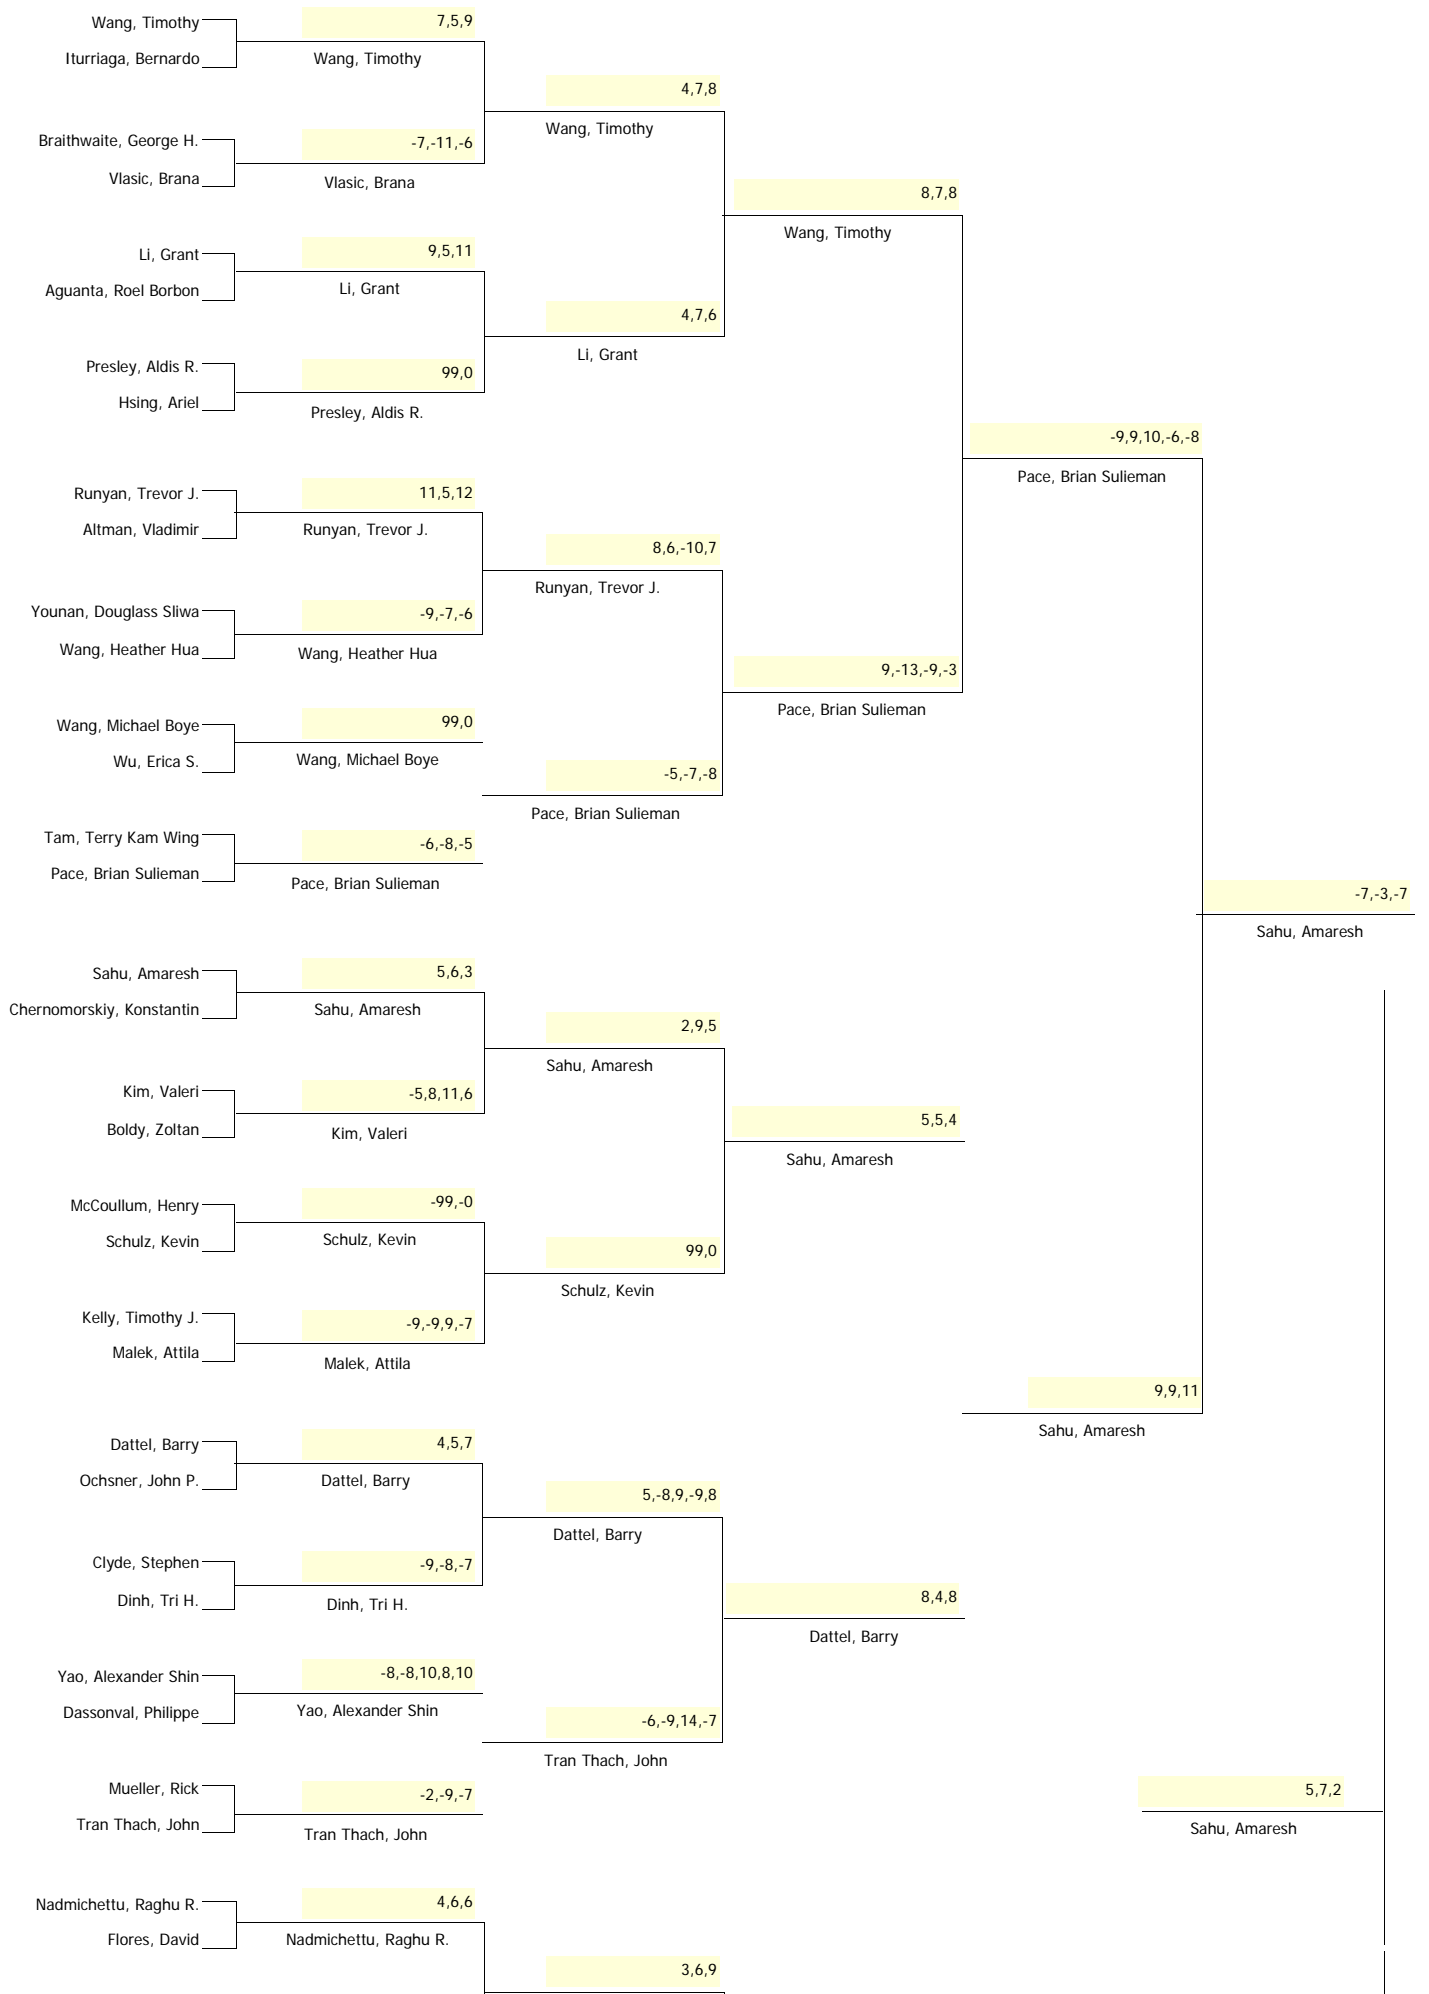 Wang, Timothy
7,5,9
Iturriaga, Bernardo
Wang, Timothy
4,7,8
Wang, Timothy
Braithwaite, George H.
-7,-11,-6
Vlasic, Brana
Vlasic, Brana
8,7,8
Wang, Timothy
Li, Grant
9,5,11
Aguanta, Roel Borbon
Li, Grant
4,7,6
Li, Grant
Presley, Aldis R.
99,0
Hsing, Ariel
Presley, Aldis R.
-9,9,10,-6,-8
Pace, Brian Sulieman
Runyan, Trevor J.
11,5,12
Altman, Vladimir
Runyan, Trevor J.
8,6,-10,7
Runyan, Trevor J.
Younan, Douglass Sliwa
-9,-7,-6
Wang, Heather Hua
Wang, Heather Hua
9,-13,-9,-3
Pace, Brian Sulieman
Wang, Michael Boye
99,0
Wu, Erica S.
Wang, Michael Boye
-5,-7,-8
Pace, Brian Sulieman
Tam, Terry Kam Wing
-6,-8,-5
Pace, Brian Sulieman
Pace, Brian Sulieman
-7,-3,-7
Sahu, Amaresh
Sahu, Amaresh
5,6,3
Chernomorskiy, Konstantin
Sahu, Amaresh
2,9,5
Sahu, Amaresh
Kim, Valeri
-5,8,11,6
Boldy, Zoltan
Kim, Valeri
5,5,4
Sahu, Amaresh
McCoullum, Henry
-99,-0
Schulz, Kevin
Schulz, Kevin
99,0
Schulz, Kevin
Kelly, Timothy J.
-9,-9,9,-7
Malek, Attila
Malek, Attila
9,9,11
Sahu, Amaresh
Dattel, Barry
4,5,7
Ochsner, John P.
Dattel, Barry
5,-8,9,-9,8
Dattel, Barry
Clyde, Stephen
-9,-8,-7
Dinh, Tri H.
Dinh, Tri H.
8,4,8
Dattel, Barry
Yao, Alexander Shin
-8,-8,10,8,10
Dassonval, Philippe
Yao, Alexander Shin
-6,-9,14,-7
Tran Thach, John
Mueller, Rick
-2,-9,-7
Tran Thach, John
Tran Thach, John
5,7,2
Sahu, Amaresh
Nadmichettu, Raghu R.
4,6,6
Flores, David
Nadmichettu, Raghu R.
3,6,9